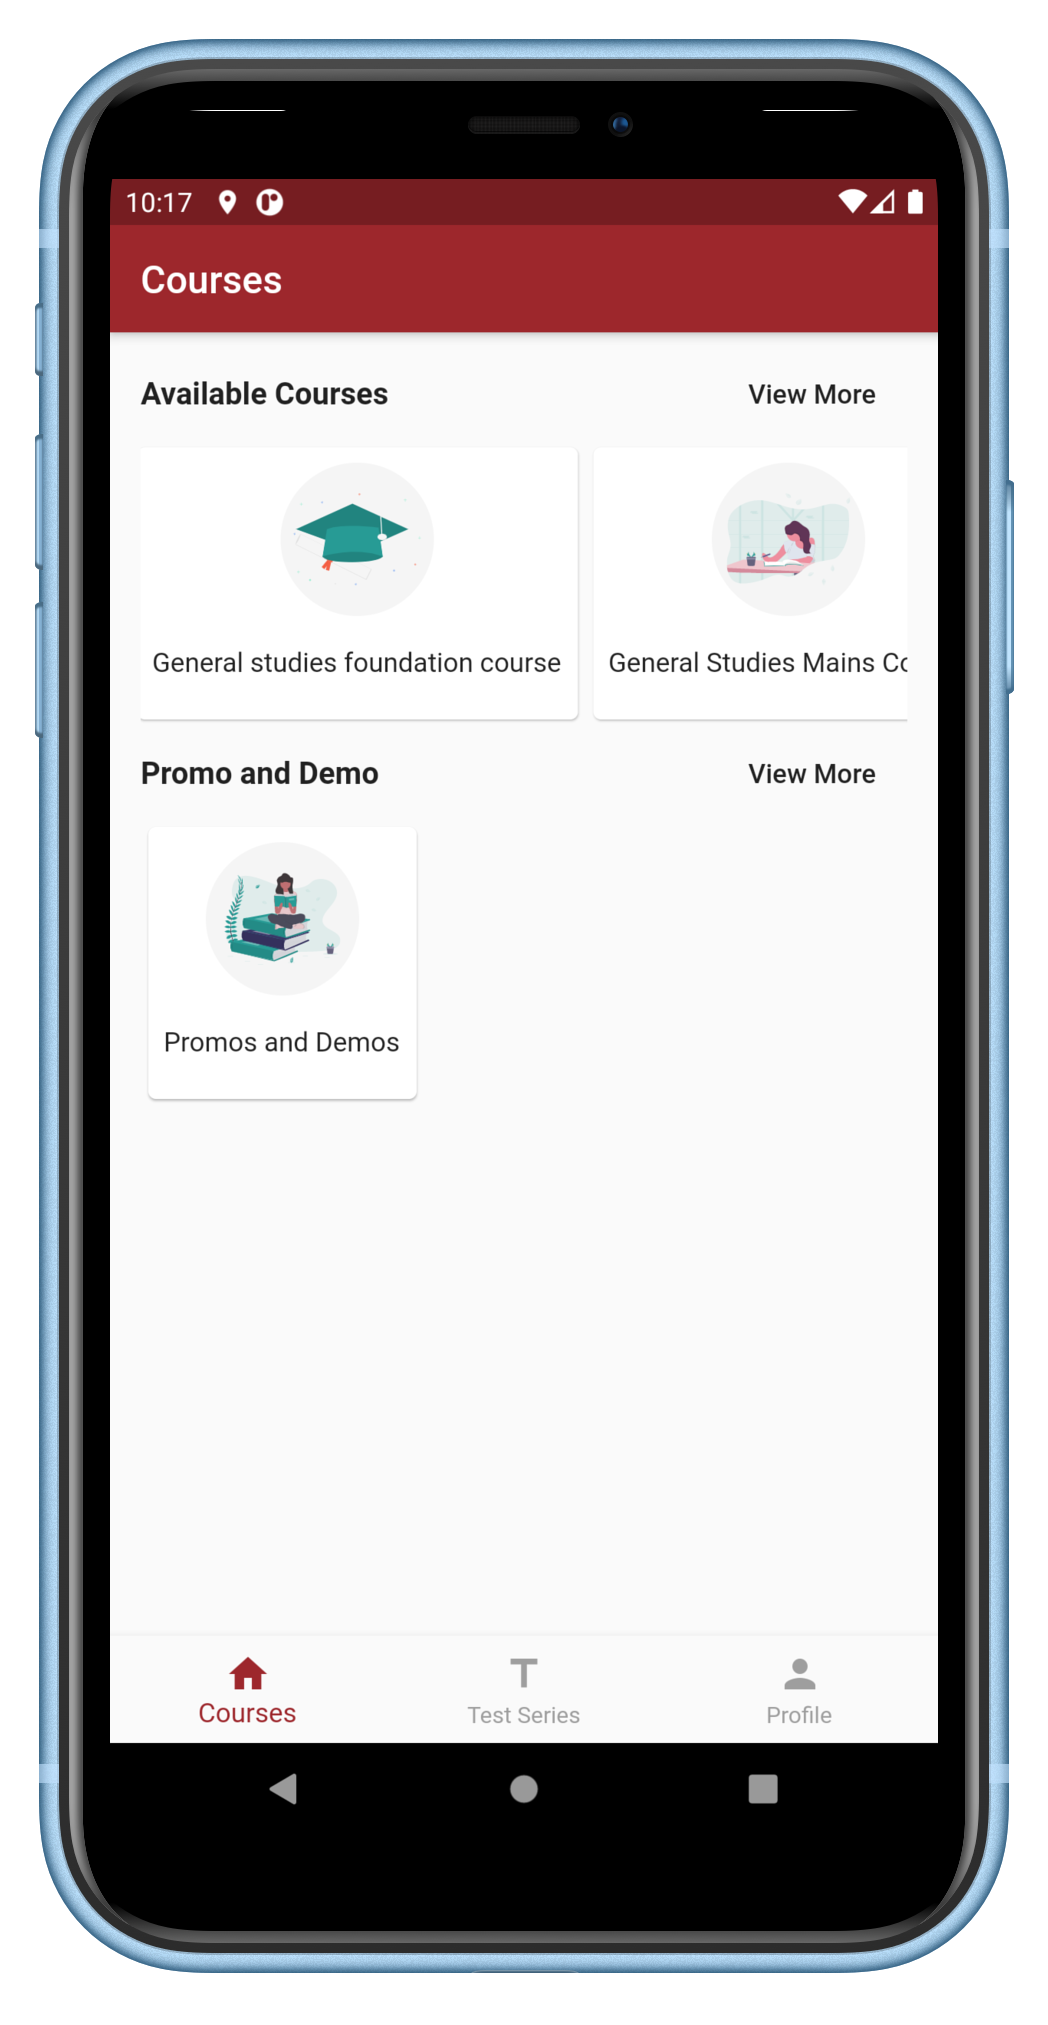 10:17
Courses
Available Courses
View More
General studies foundation course
General Studies Mains Co
Promo and Demo
View More
Promos and Demos
Courses
Test Series
Profile